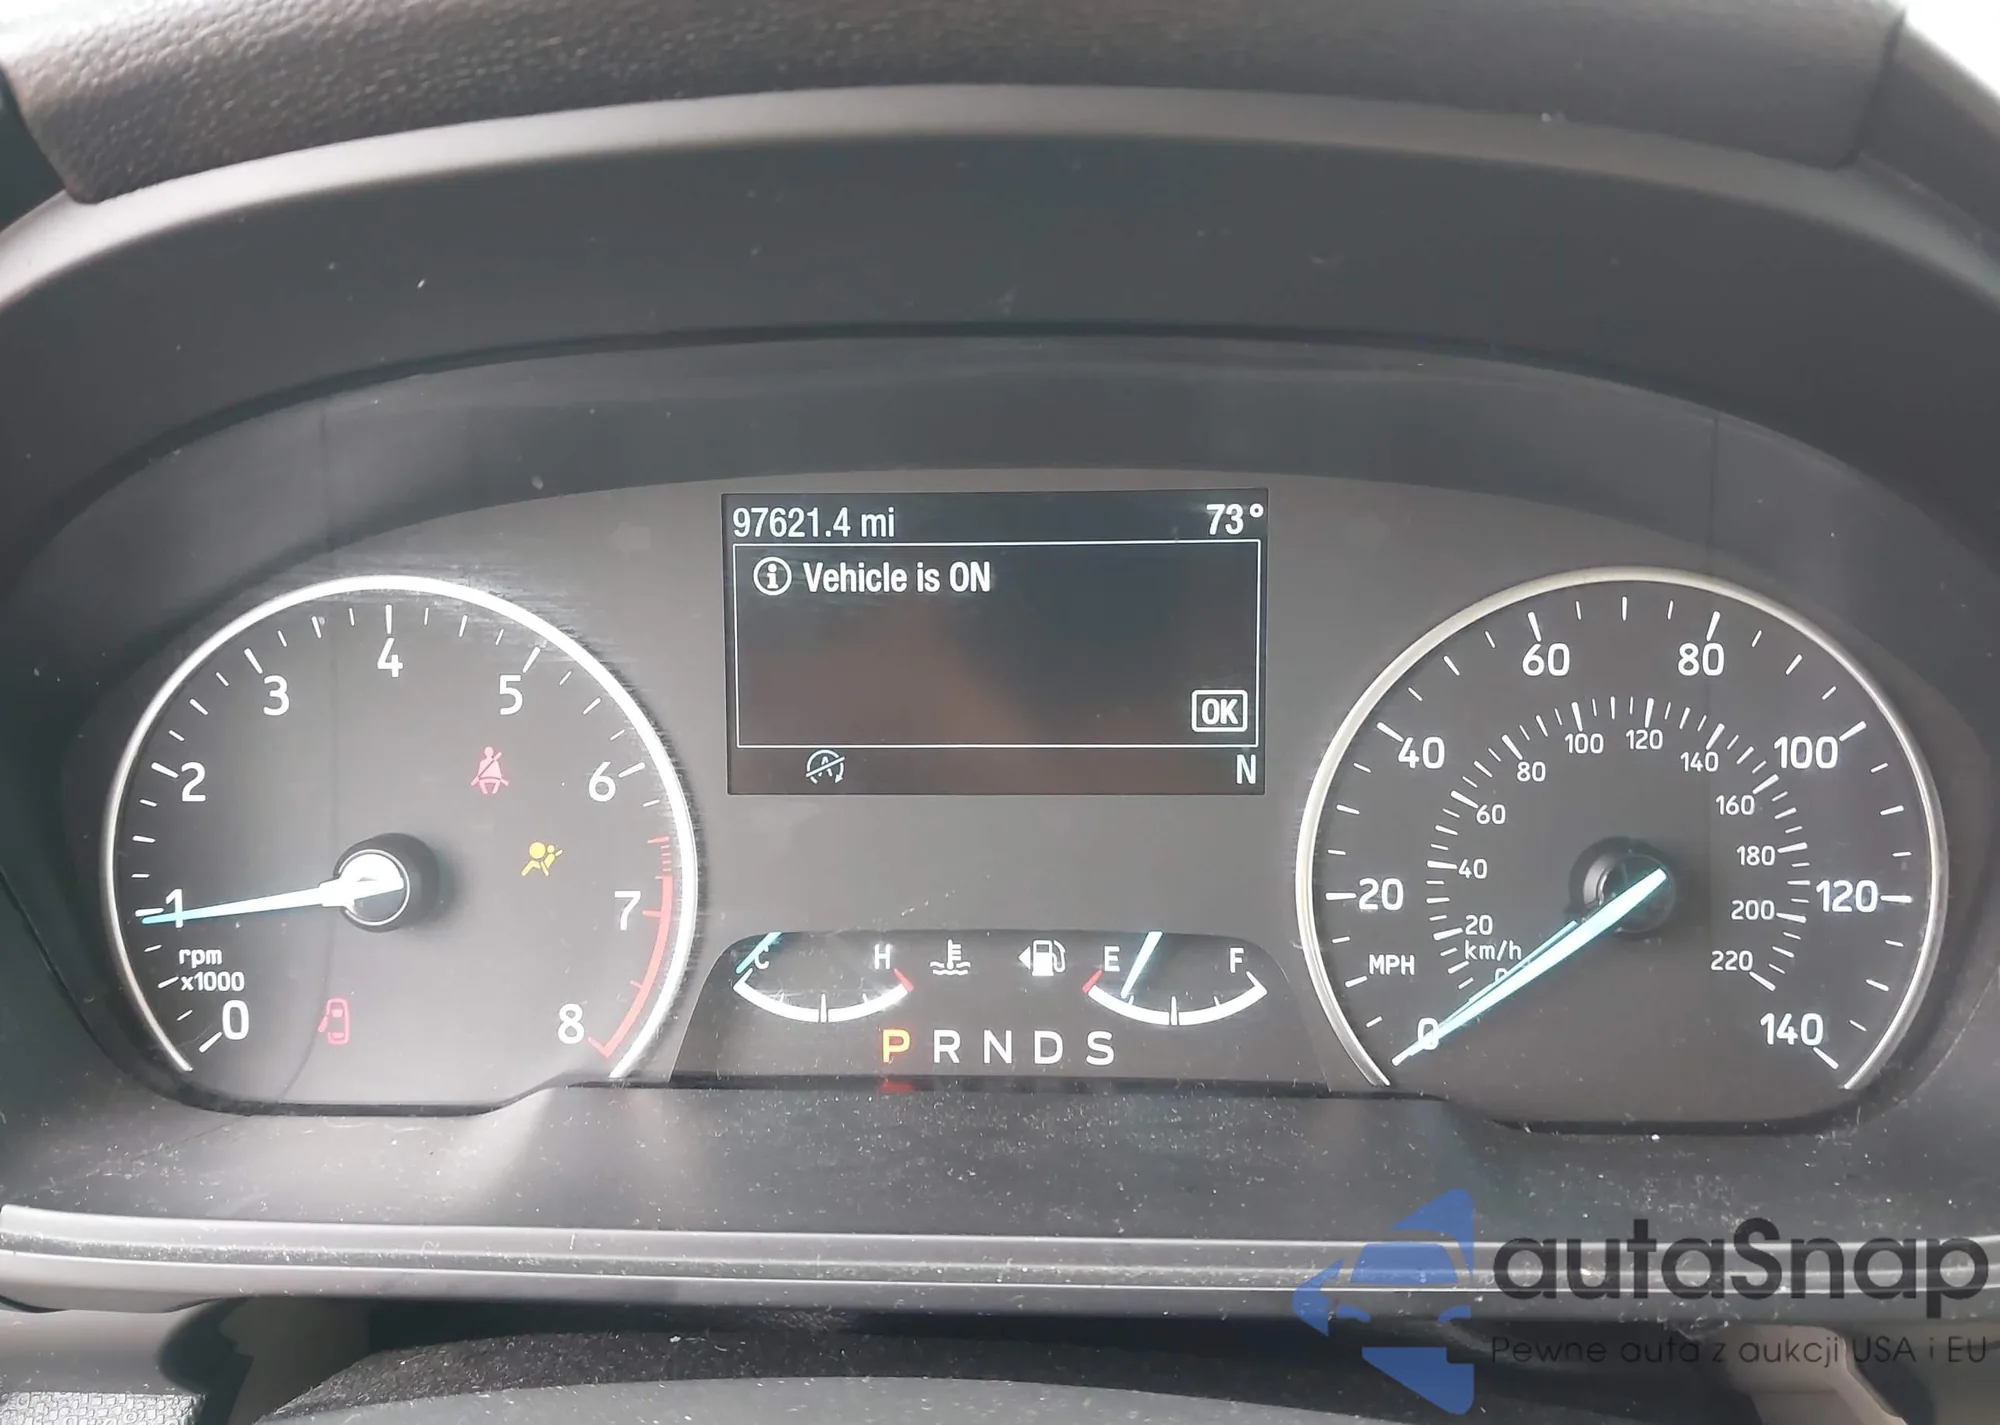 97621.4 mi 73°
Vehicle is ON
OK
N
0 1 2 3 4 5 6 7 8
rpm
x1000
C H E F
P R N D S
0 20 40 60 80 100 120 140
MPH
km/h
0 20 40 60 80 100 120 140 160 180 200 220
autaSnap
Pewne auta z aukcji USA i EU